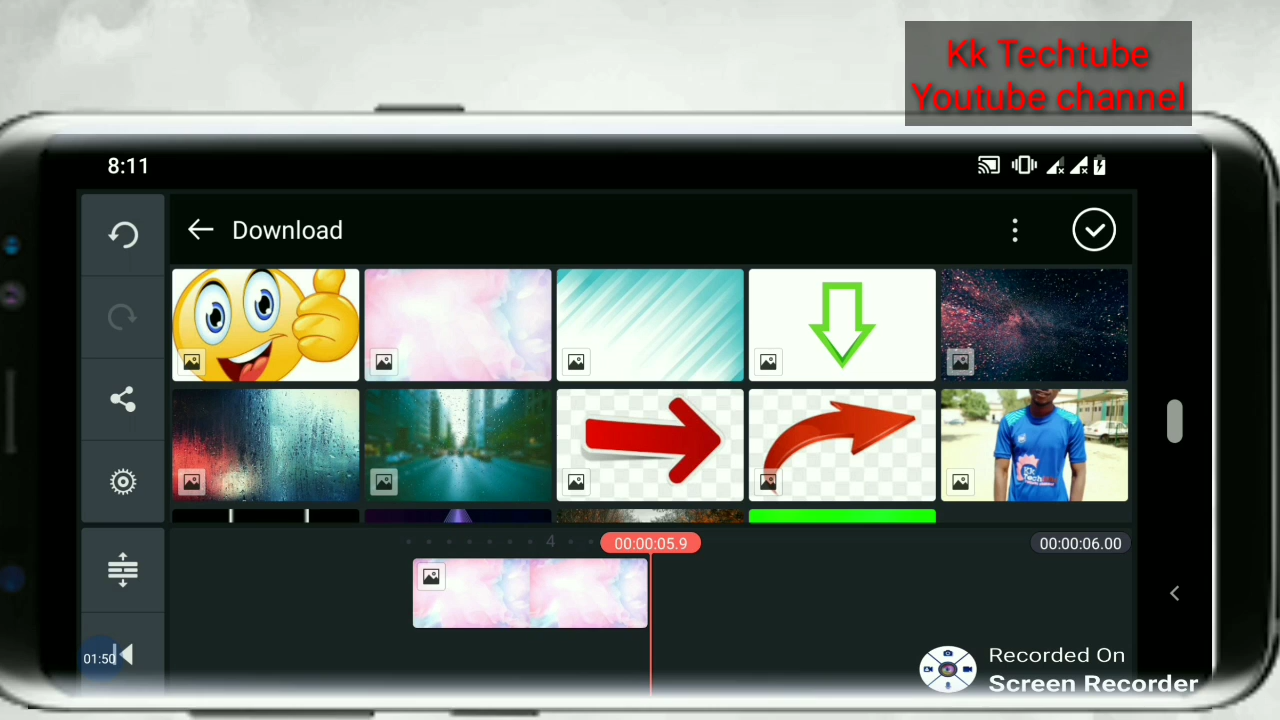 Kk Techtube
Youtube channel
8:11
Download
4
00:00:05.9
00:00:06.00
01:50
Recorded On
Screen Recorder